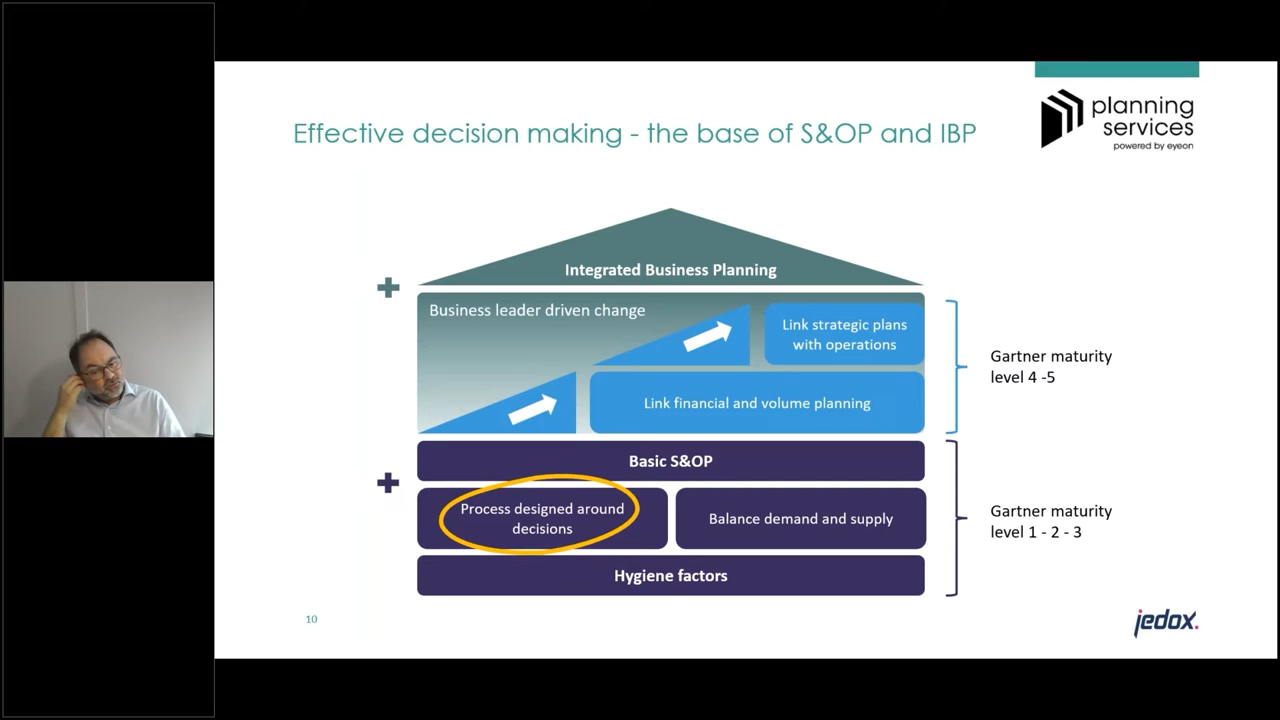 planning
services
powered by eyeon
Effective decision making - the base of S&OP and IBP
Integrated Business Planning
Business leader driven change
Link strategic plans
with operations
Link financial and volume planning
Gartner maturity
level 4 -5
Basic S&OP
Process designed around
decisions
Balance demand and supply
Gartner maturity
level 1 - 2 - 3
Hygiene factors
10
jedox.